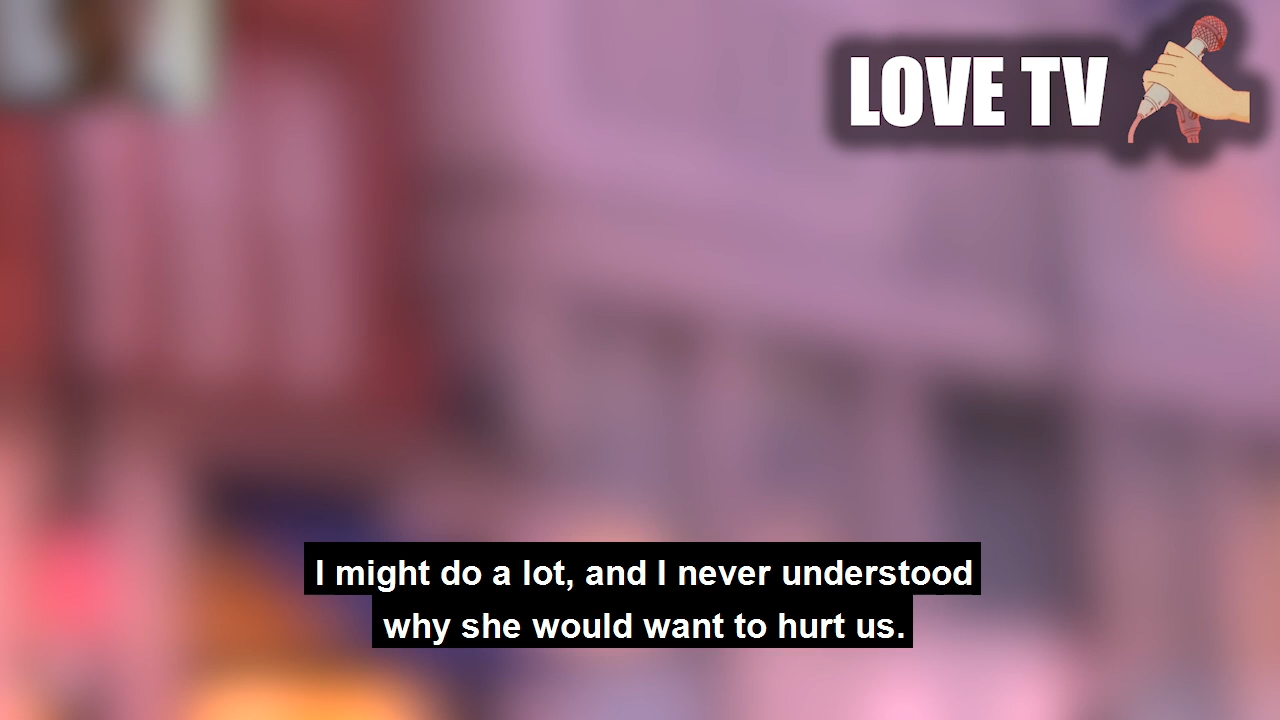 LOVE TV
I might do a lot, and I never understood
why she would want to hurt us.